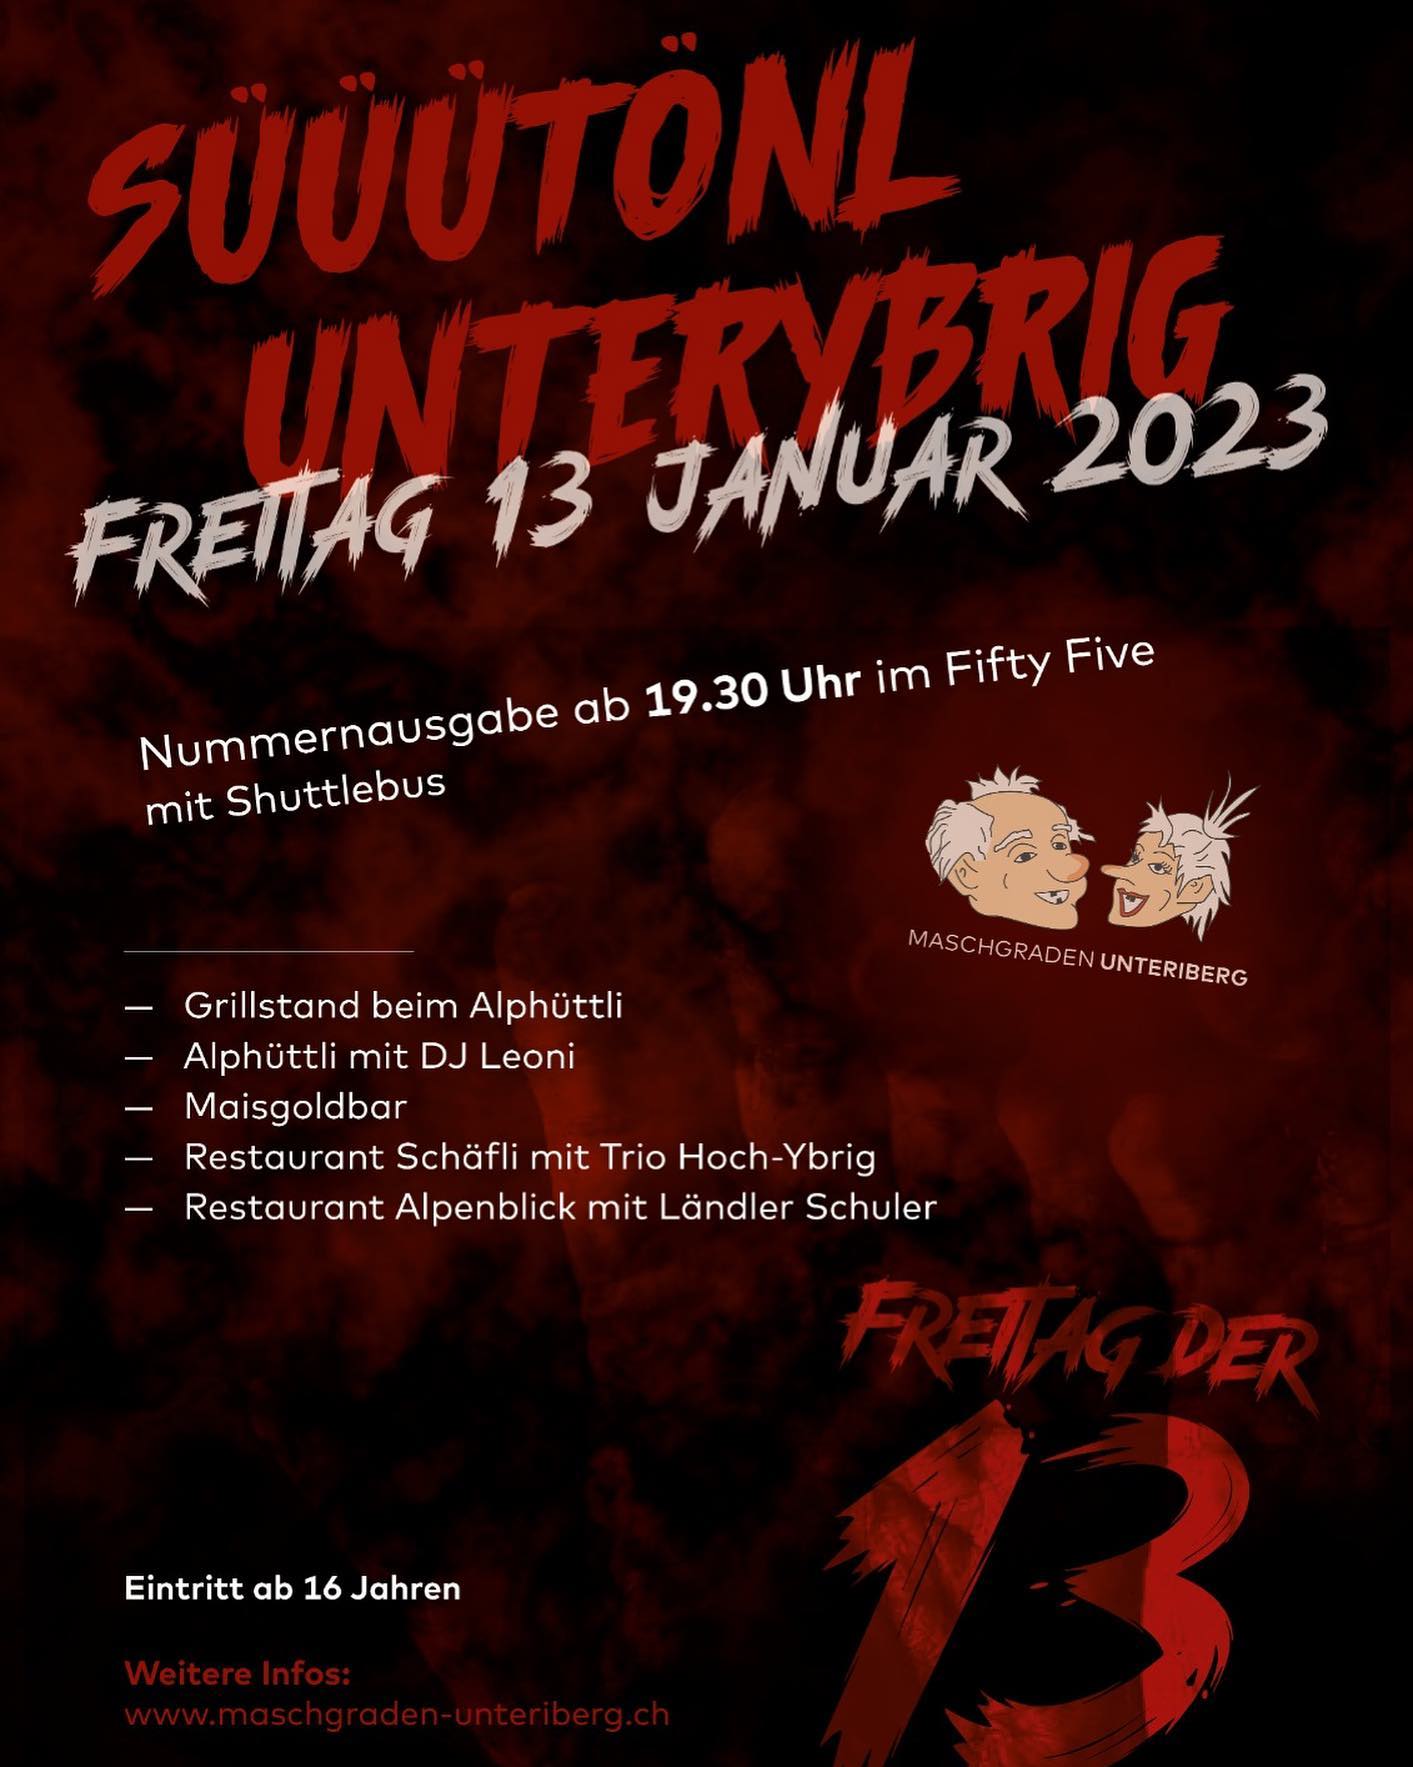 SÜÜÜTÖNL
UNTERYBRIG
FREITAG 13 JANUAR 2023
Nummernausgabe ab 19.30 Uhr im Fifty Five
mit Shuttlebus
MASCHGRADEN UNTERIBERG
— Grillstand beim Alphüttli
— Alphüttli mit DJ Leoni
— Maisgoldbar
— Restaurant Schäfli mit Trio Hoch-Ybrig
— Restaurant Alpenblick mit Ländler Schuler
FREITAG DER
13
Eintritt ab 16 Jahren
Weitere Infos:
www.maschgraden-unteriberg.ch